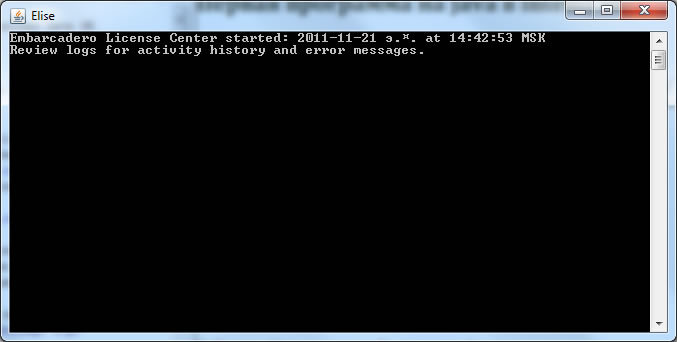 Elise
Embarcadero License Center started: 2011-11-21 э.ˣ. at 14:42:53 MSK
Review logs for activity history and error messages.